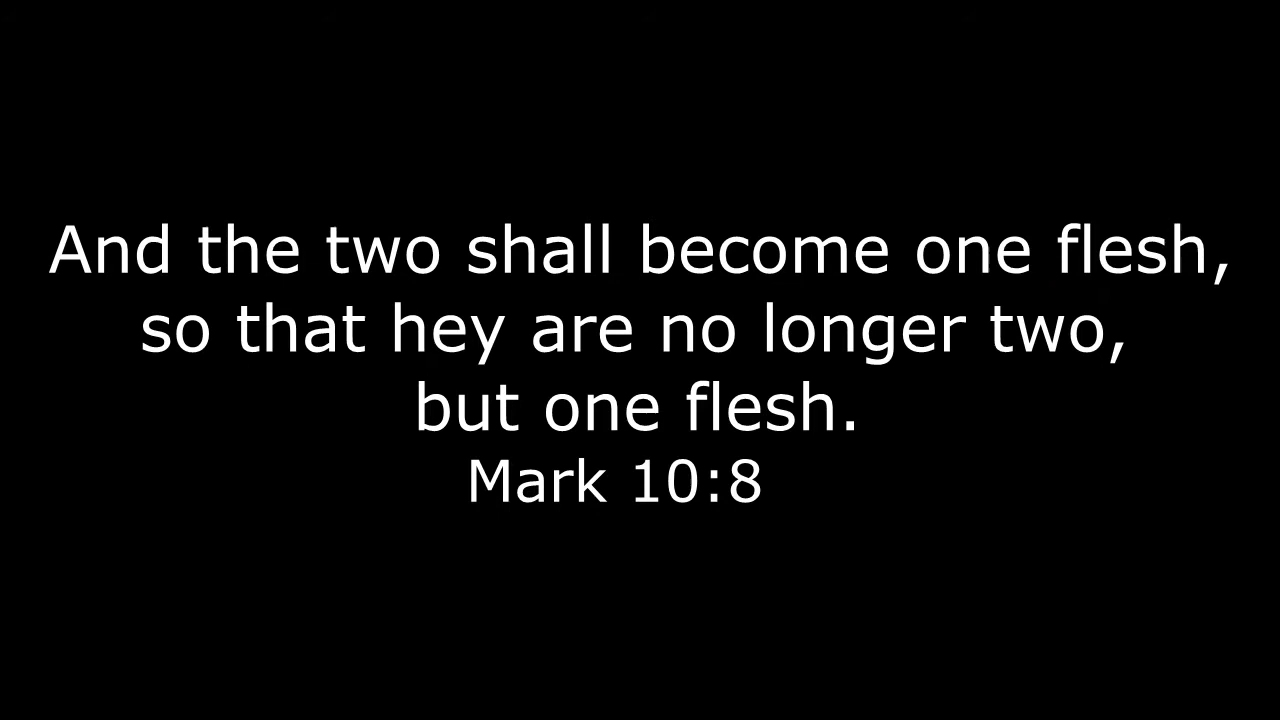 And the two shall become one flesh,
so that hey are no longer two,
but one flesh.
Mark 10:8